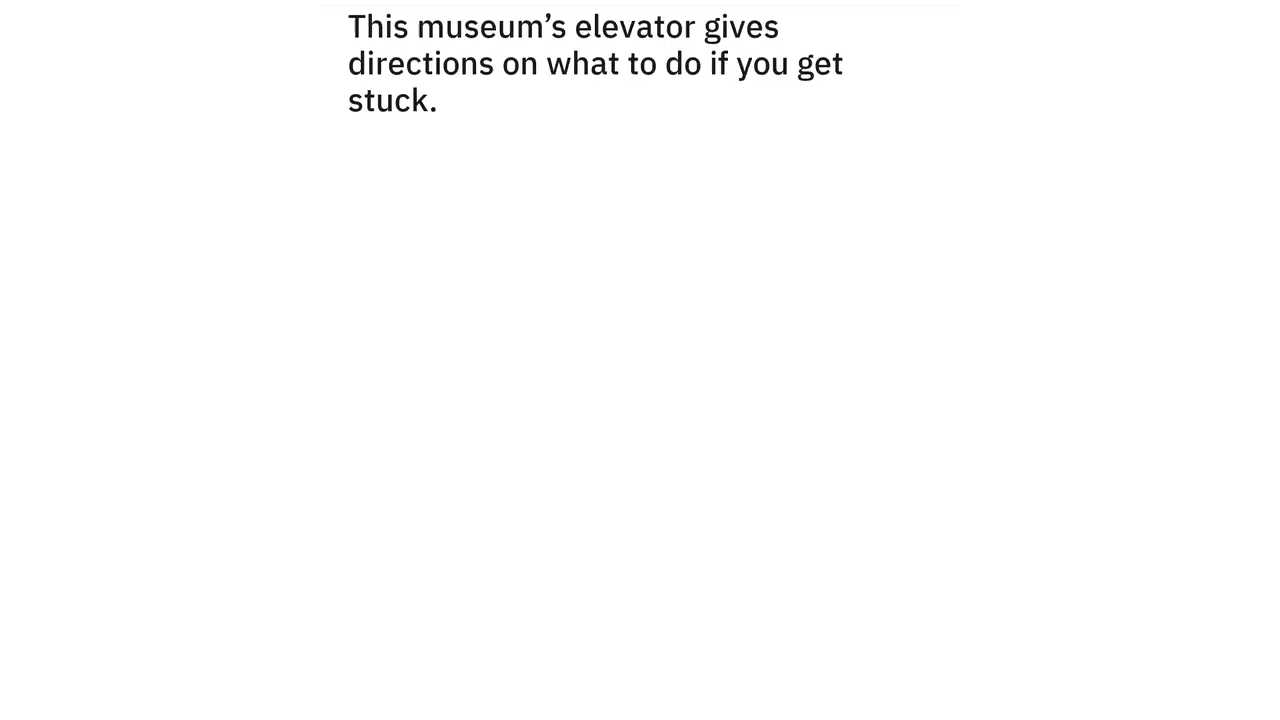 This museum’s elevator gives
directions on what to do if you get
stuck.